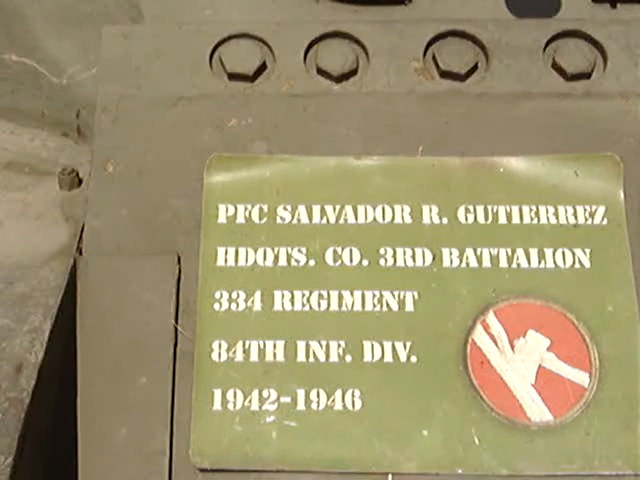 PFC SALVADOR R. GUTIERREZ
HDQTS. CO. 3RD BATTALION
334 REGIMENT
84TH INF. DIV.
1942-1946